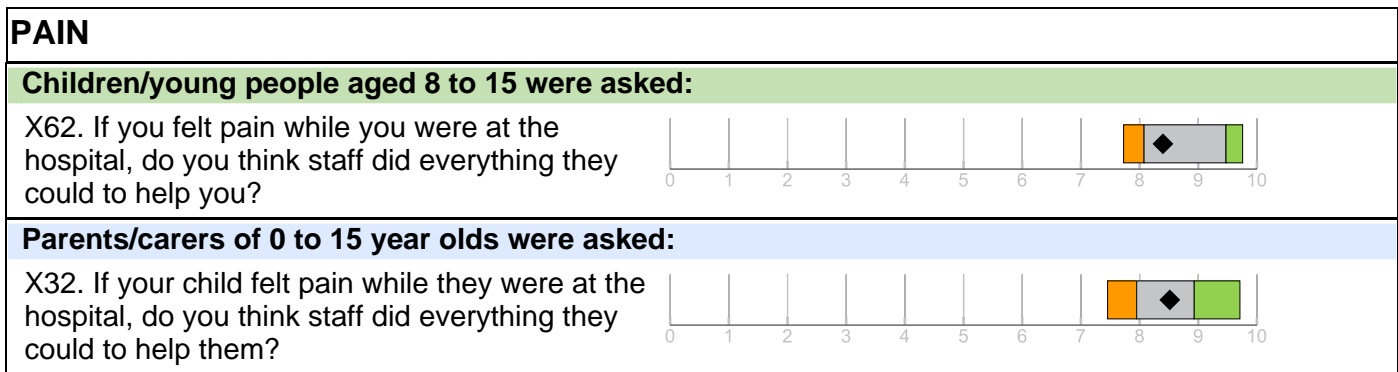 PAIN
Children/young people aged 8 to 15 were asked:
X62. If you felt pain while you were at the
hospital, do you think staff did everything they
could to help you?
0 1 2 3 4 5 6 7 8 9 10
Parents/carers of 0 to 15 year olds were asked:
X32. If your child felt pain while they were at the
hospital, do you think staff did everything they
could to help them?
0 1 2 3 4 5 6 7 8 9 10